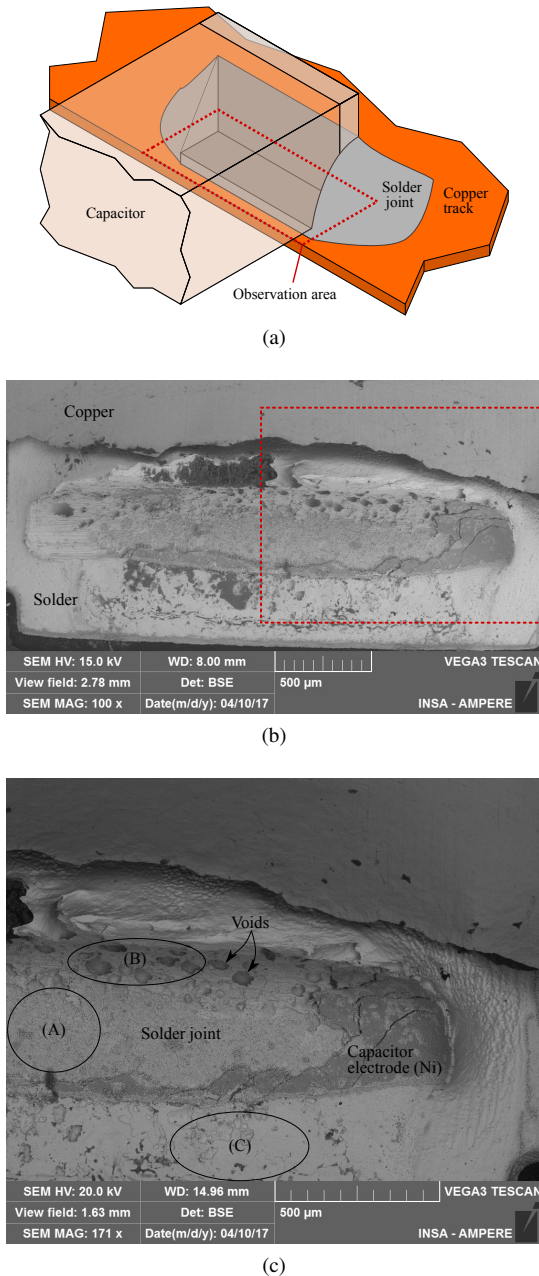 Capacitor
Solder
joint
Copper
track
Observation area
(a)
Copper
Solder
SEM HV: 15.0 kV WD: 8.00 mm VEGA3 TESCAN
View field: 2.78 mm Det: BSE 500 µm
SEM MAG: 100 x Date(m/d/y): 04/10/17 INSA - AMPERE
(b)
Voids
(B)
(A)
Solder joint
Capacitor
electrode (Ni)
(C)
SEM HV: 20.0 kV WD: 14.96 mm VEGA3 TESCAN
View field: 1.63 mm Det: BSE 500 µm
SEM MAG: 171 x Date(m/d/y): 04/10/17 INSA - AMPERE
(c)